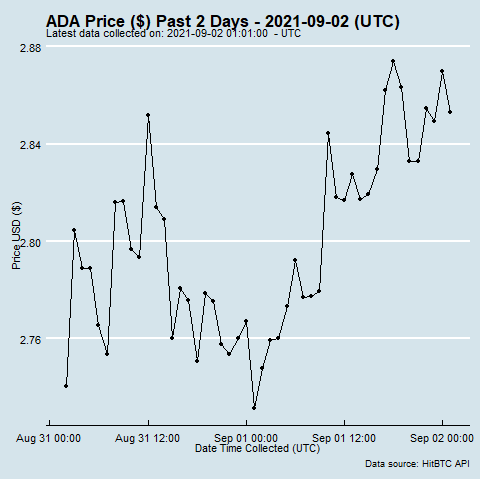 ADA Price ($) Past 2 Days - 2021-09-02 (UTC)
Latest data collected on: 2021-09-02 01:01:00 - UTC
2.88
2.84
2.80
2.76
Price USD ($)
Aug 31 00:00 Aug 31 12:00 Sep 01 00:00 Sep 01 12:00 Sep 02 00:00
Date Time Collected (UTC)
Data source: HitBTC API